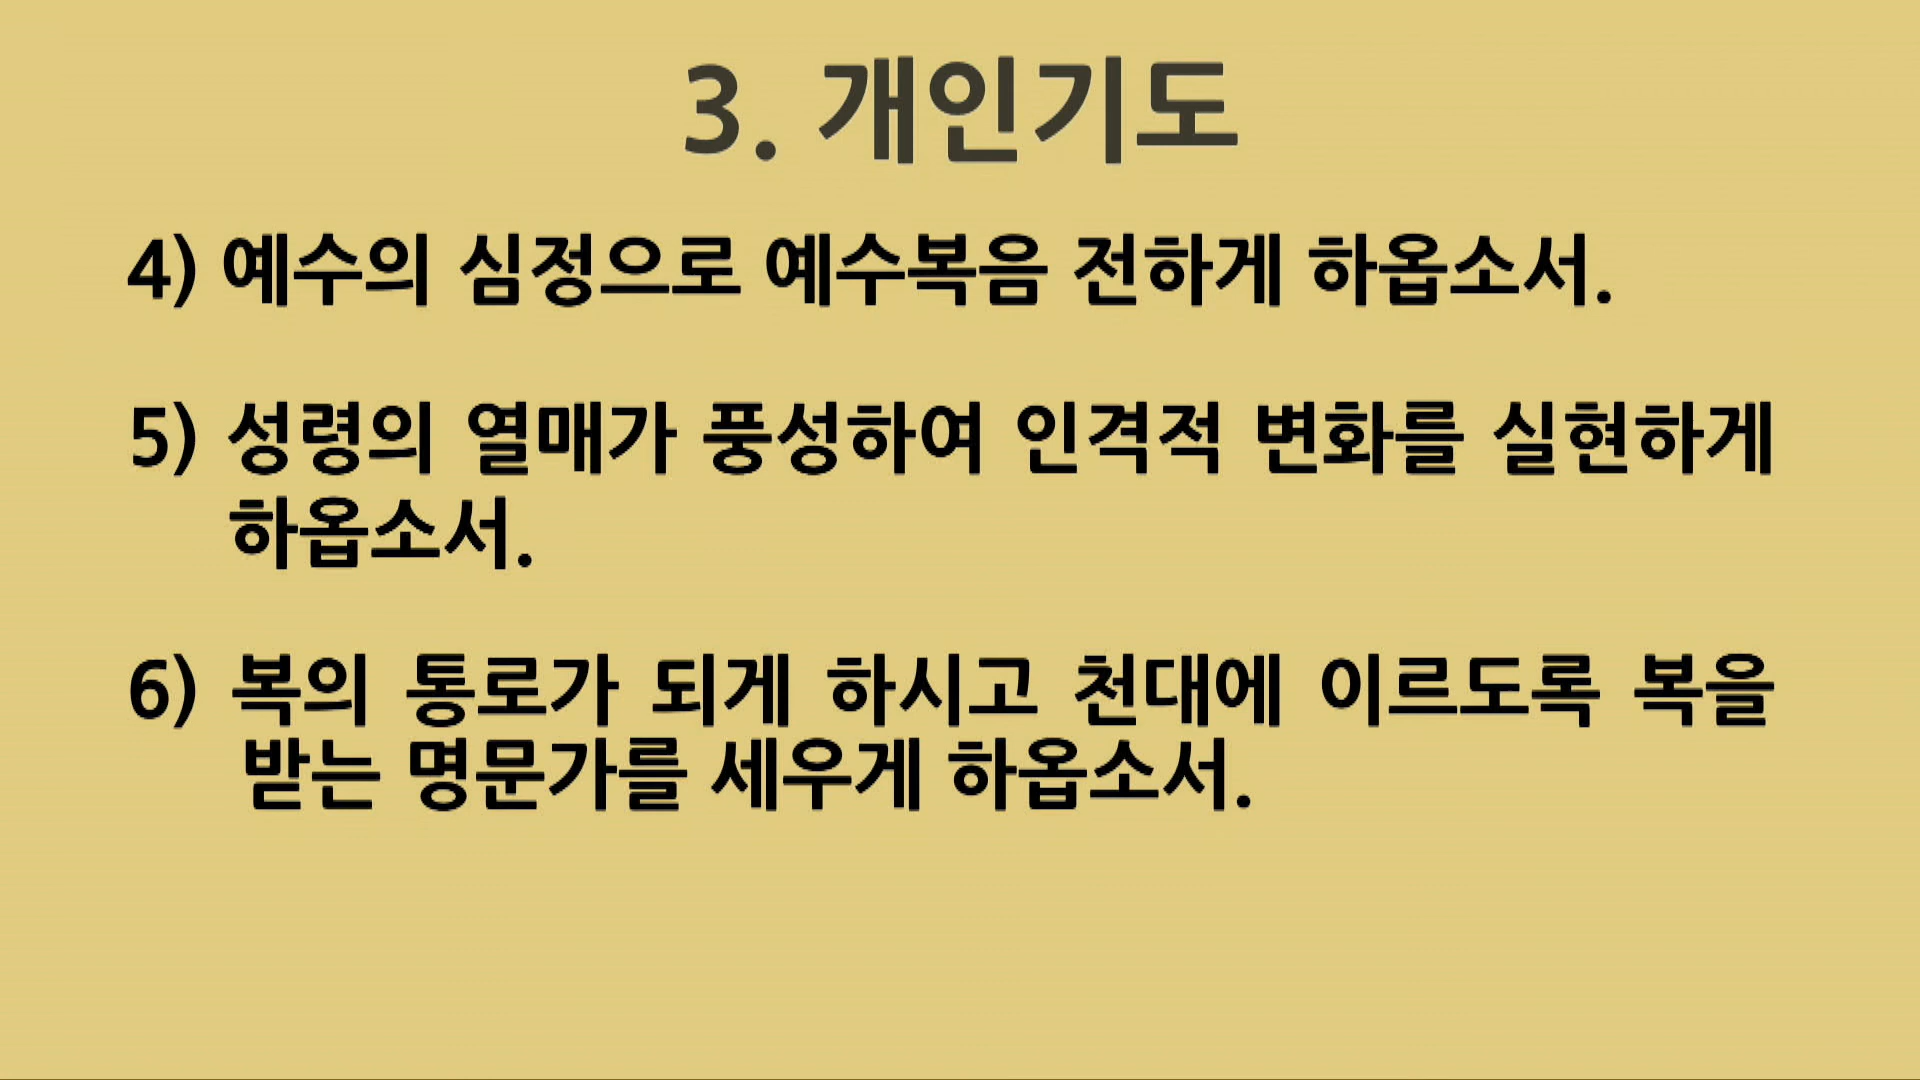 3. 개인기도
4) 예수의 심정으로 예수복음 전하게 하옵소서.
5) 성령의 열매가 풍성하여 인격적 변화를 실현하게
하옵소서.
6) 복의 통로가 되게 하시고 천대에 이르도록 복을
받는 명문가를 세우게 하옵소서.